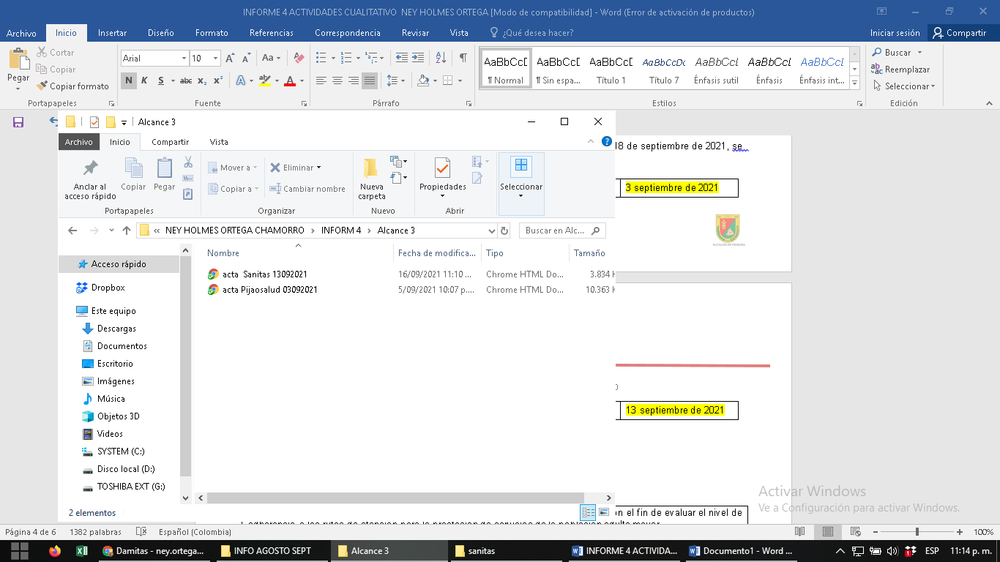 INFORME 4 ACTIVIDADES CUALITATIVO  NEY HOLMES ORTEGA [Modo de compatibilidad] - Word (Error de activación de productos)
Archivo Inicio Insertar Diseño Formato Referencias Correspondencia Revisar Vista ¿Qué desea hacer? Iniciar sesión Compartir
Pegar
Cortar
Copiar
Copiar formato
Portapapeles
Arial 10
Fuente
Párrafo
AaBbCcD ¶ Normal
¶ Sin espa...
Título 1
Título 7
Énfasis sutil
Énfasis
Énfasis int...
Estilos
Buscar
Reemplazar
Seleccionar
Edición
Alcance 3
Archivo Inicio Compartir Vista
Anclar al acceso rápido
Copiar
Pegar
Portapapeles
Mover a
Copiar a
Eliminar
Cambiar nombre
Organizar
Nueva carpeta
Nuevo
Propiedades
Abrir
Seleccionar
NEY HOLMES ORTEGA CHAMORRO > INFORM 4 > Alcance 3
Buscar en Alc...
Nombre Fecha de modifica... Tipo Tamaño
acta  Sanitas 13092021 16/09/2021 11:10 ... Chrome HTML Do... 3.834
acta Pijaosalud 03092021 5/09/2021 10:07 p.... Chrome HTML Do... 10.363
Acceso rápido
Dropbox
Este equipo
Descargas
Documentos
Escritorio
Imágenes
Música
Objetos 3D
Videos
SYSTEM (C:)
Disco local (D:)
TOSHIBA EXT (G:)
2 elementos
18 de septiembre de 2021, se
3 septiembre de 2021
ALCALDÍA DE PEREIRA
13 septiembre de 2021
on el fin de evaluar el nivel de
Activar Windows
Ve a Configuración para activar Windows.
Página 4 de 6 1382 palabras Español (Colombia) 100%
Damitas - ney.ortega... INFO AGOSTO SEPT Alcance 3 sanitas INFORME 4 ACTIVIDA... Documento1 - Word ... ESP 11:14 p. m.